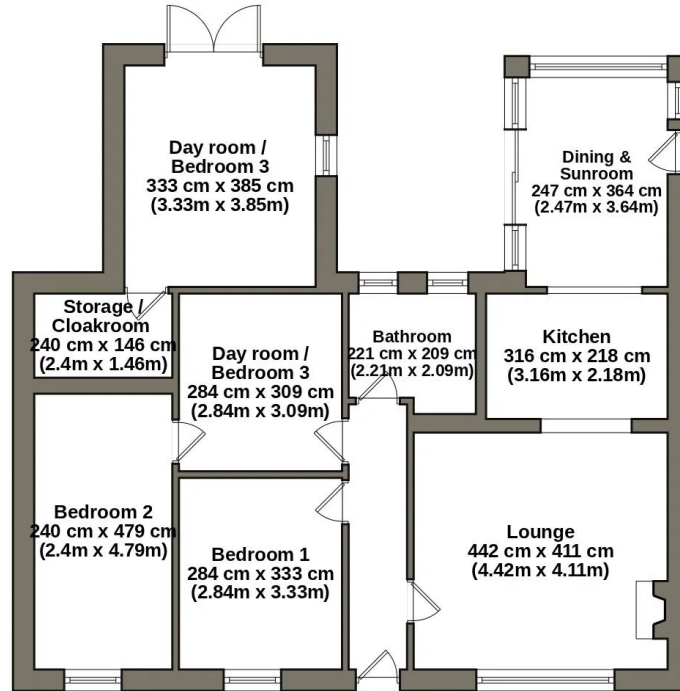 Day room /
Bedroom 3
333 cm x 385 cm
(3.33m x 3.85m)
Dining &
Sunroom
247 cm x 364 cm
(2.47m x 3.64m)
Storage /
Cloakroom
240 cm x 146 cm
(2.4m x 1.46m)
Day room /
Bedroom 3
284 cm x 309 cm
(2.84m x 3.09m)
Bathroom
221 cm x 209 cm
(2.21m x 2.09m)
Kitchen
316 cm x 218 cm
(3.16m x 2.18m)
Bedroom 2
240 cm x 479 cm
(2.4m x 4.79m)
Bedroom 1
284 cm x 333 cm
(2.84m x 3.33m)
Lounge
442 cm x 411 cm
(4.42m x 4.11m)